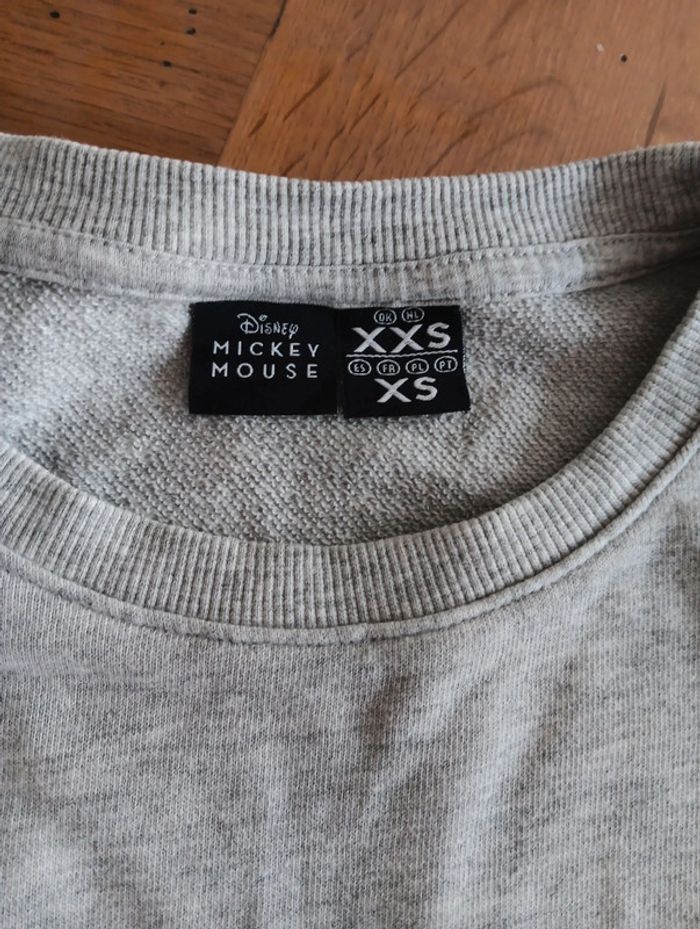 Disney
MICKEY
MOUSE
DK NL
XXS
ES FR PL PT
XS